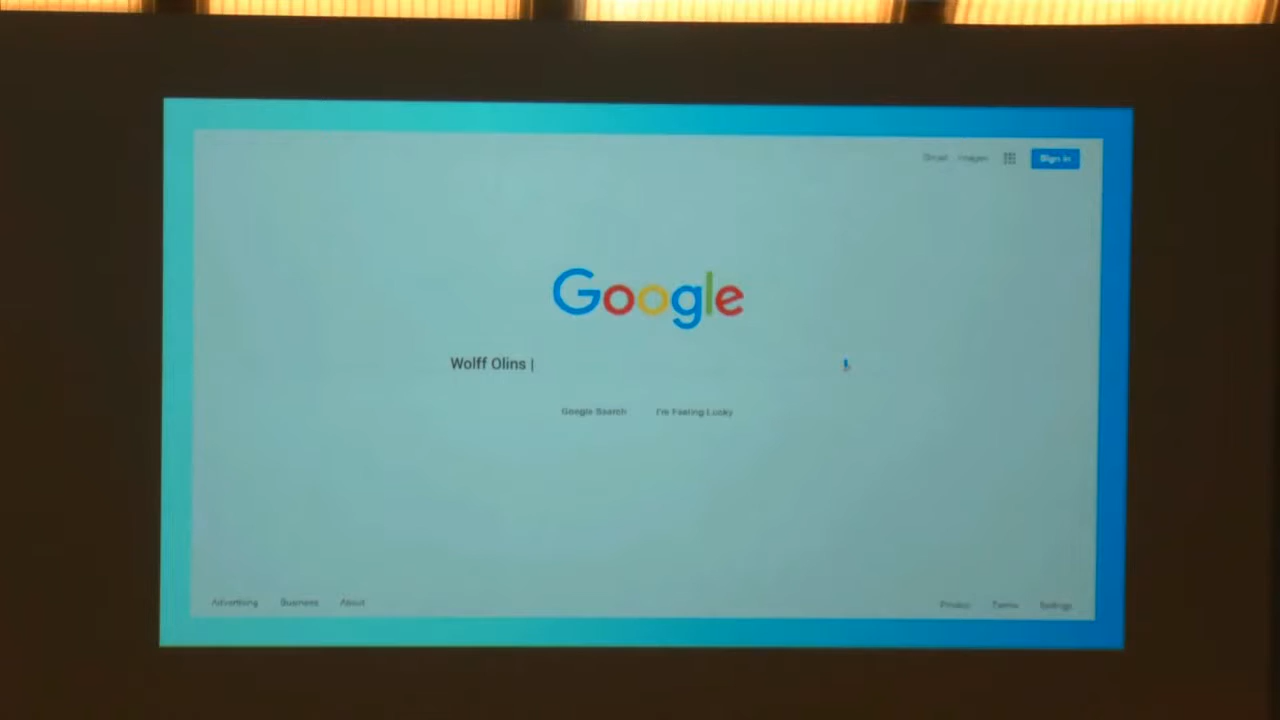 Gmail Images Sign in
Google
Wolff Olins |
Google Search I'm Feeling Lucky
Advertising Business About Privacy Terms Settings